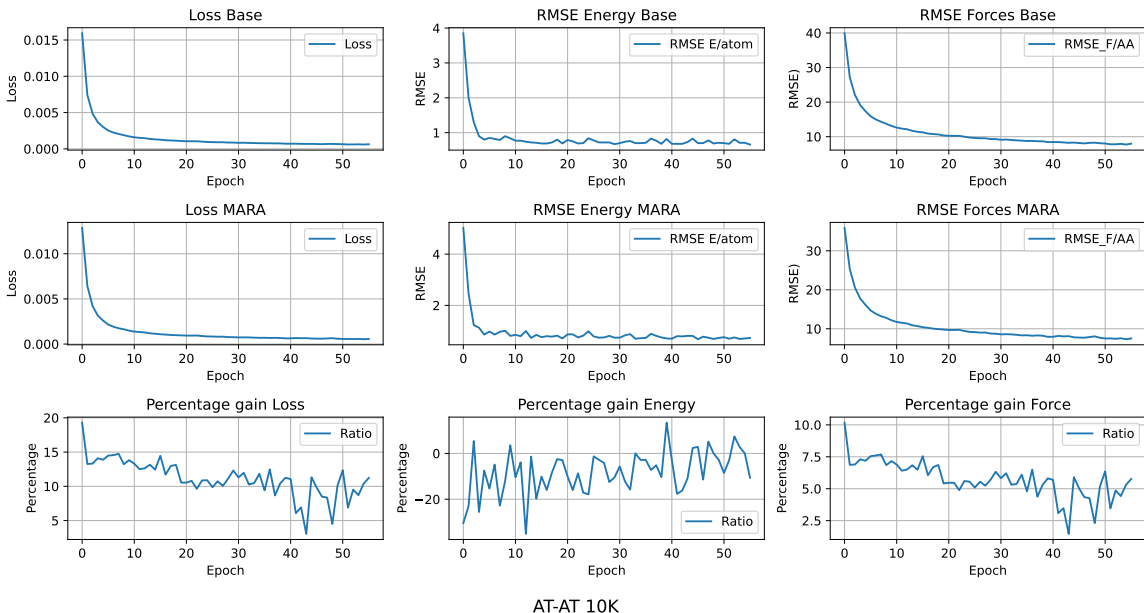 Loss Base
RMSE Energy Base
RMSE Forces Base
Loss
0.015
0.010
0.005
0.000
Loss
0
10
20
30
40
50
Epoch
RMSE
4
3
2
1
RMSE E/atom
0
10
20
30
40
50
Epoch
RMSE)
40
30
20
10
RMSE_F/AA
0
10
20
30
40
50
Epoch
Loss MARA
RMSE Energy MARA
RMSE Forces MARA
Loss
0.010
0.005
0.000
Loss
0
10
20
30
40
50
Epoch
RMSE
4
2
RMSE E/atom
0
10
20
30
40
50
Epoch
RMSE)
30
20
10
RMSE_F/AA
0
10
20
30
40
50
Epoch
Percentage gain Loss
Percentage gain Energy
Percentage gain Force
Percentage
20
15
10
5
Ratio
0
10
20
30
40
50
Epoch
Percentage
0
−20
Ratio
0
10
20
30
40
50
Epoch
Percentage
10.0
7.5
5.0
2.5
Ratio
0
10
20
30
40
50
Epoch
AT-AT 10K